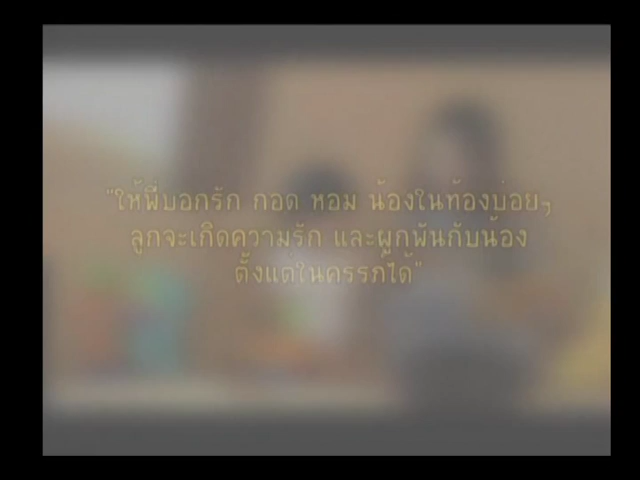 "ให้พี่บอกรัก กอด หอม น้องในท้องบ่อยๆ
ลูกจะเกิดความรัก และผูกพันกับน้อง
ตั้งแต่ในครรภ์ได้"